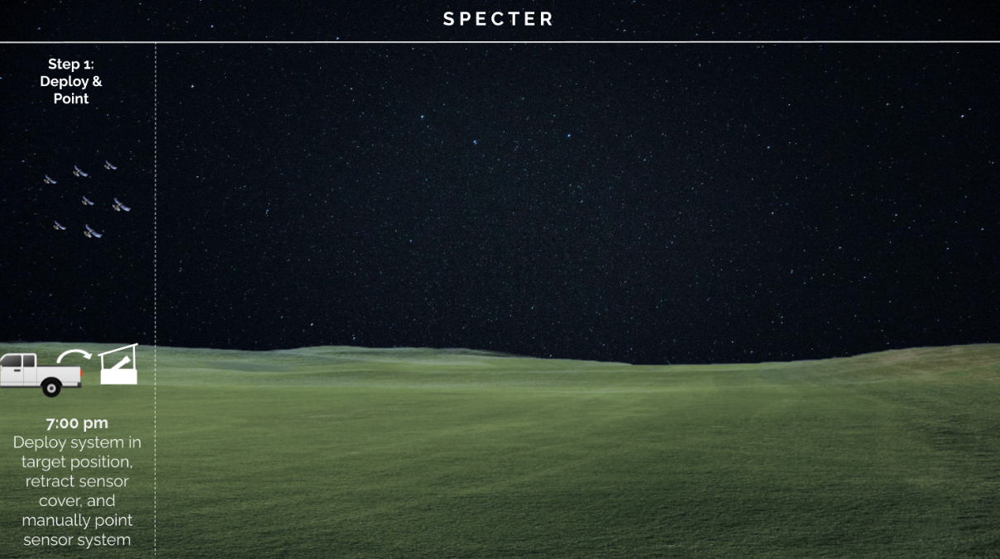 SPECTER
Step 1:
Deploy &
Point
7:00 pm
Deploy system in
target position,
retract sensor
cover, and
manually point
sensor system